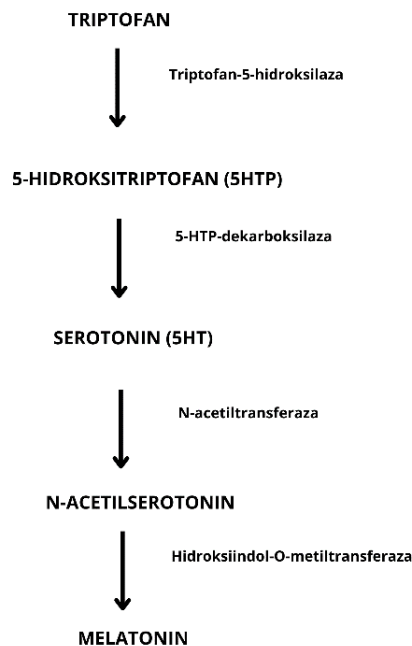 TRIPTOFAN
Triptofan-5-hidroksilaza
5-HIDROKSITRIPTOFAN (5HTP)
5-HTP-dekarboksilaza
SEROTONIN (5HT)
N-acetiltransferaza
N-ACETILSEROTONIN
Hidroksiindol-O-metiltransferaza
MELATONIN